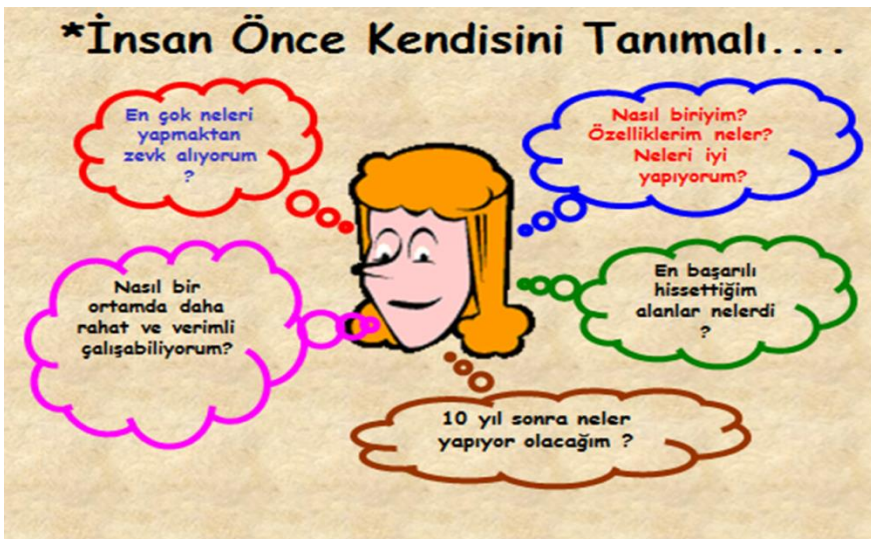 *İnsan Önce Kendisini Tanımalı....
En çok neleri
yapmaktan
zevk alıyorum
?
Nasıl biriyim?
Özelliklerim neler?
Neleri iyi
yapıyorum?
Nasıl bir
ortamda daha
rahat ve verimli
çalışabiliyorum?
En başarılı
hissettiğim
alanlar nelerdi
?
10 yıl sonra neler
yapıyor olacağım ?